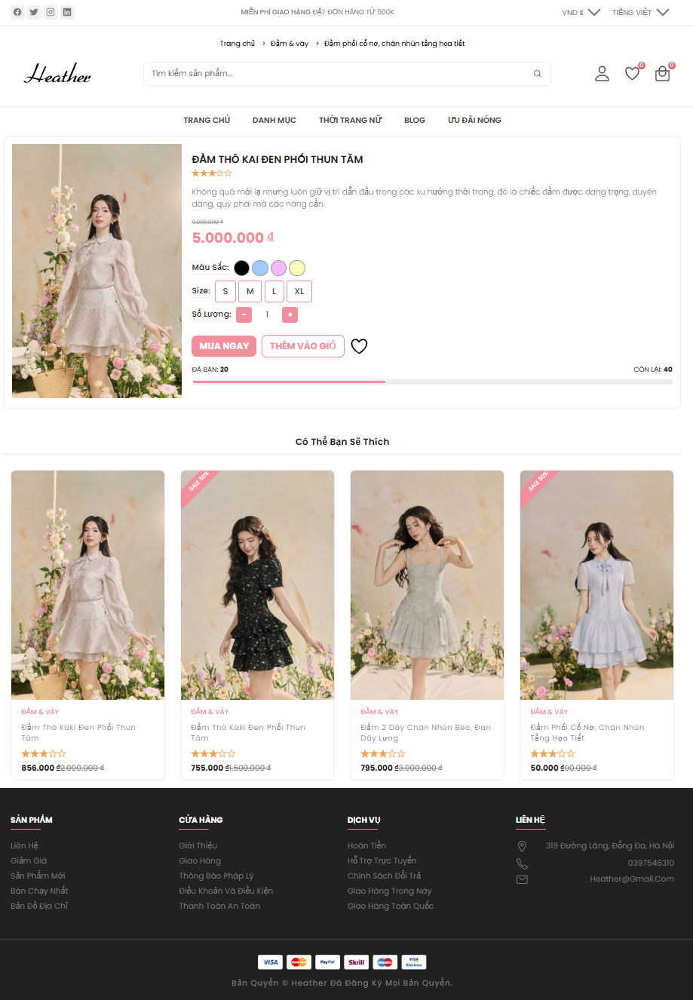 MIỄN PHÍ GIAO HÀNG ĐẶT ĐƠN HÀNG TỪ 500K
VND ₫
TIẾNG VIỆT
Trang chủ > Đầm & váy > Đầm phối cổ nơ, chân nhún tầng họa tiết
Heather
Tìm kiếm sản phẩm...
0
0
TRANG CHỦ
DANH MỤC
THỜI TRANG NỮ
BLOG
ƯU ĐÃI NÓNG
ĐẦM THÔ KAI ĐEN PHỐI THUN TĂM
Không quá mới lạ nhưng luôn giữ vị trí dẫn đầu trong các xu hướng thời trang, đó là chiếc đầm được dang trọng, duyên
dáng, quý phái mà các nàng cần.
9.000.000 ₫
5.000.000 ₫
Màu Sắc:
Size: S M L XL
Số Lượng: - 1 +
MUA NGAY
THÊM VÀO GIỎ
ĐÃ BÁN: 20
CÒN LẠI: 40
Có Thể Bạn Sẽ Thích
SALE 50%
SALE 50%
ĐẦM & VÁY
Đầm Thô Kaki Đen Phối Thun
Tăm
856.000 ₫2.000.000 ₫
ĐẦM & VÁY
Đầm Thô Kaki Đen Phối Thun
Tăm
755.000 ₫1.500.000 ₫
ĐẦM & VÁY
Đầm 2 Dây Chân Nhún Bèo, Đan
Dây Lưng
795.000 ₫3.000.000 ₫
ĐẦM & VÁY
Đầm Phối Cổ Nơ, Chân Nhún
Tầng Họa Tiết
50.000 ₫90.000 ₫
SẢN PHẨM
Liên Hệ
Giảm Giá
Sản Phẩm Mới
Bán Chạy Nhất
Bản Đồ Địa Chỉ
CỬA HÀNG
Giới Thiệu
Giao Hàng
Thông Báo Pháp Lý
Điều Khoản Và Điều Kiện
Thanh Toán An Toàn
DỊCH VỤ
Hoàn Tiền
Hỗ Trợ Trực Tuyến
Chính Sách Đổi Trả
Giao Hàng Trong Này
Giao Hàng Toàn Quốc
LIÊN HỆ
319 Đường Láng, Đống Đa, Hà Nội
0397546310
Heather@Gmail.Com
VISA
MasterCard
PayPal
Skrill
Maestro
VISA
Electron
Bản Quyền © Heather Đã Đăng Ký Mọi Bản Quyền.